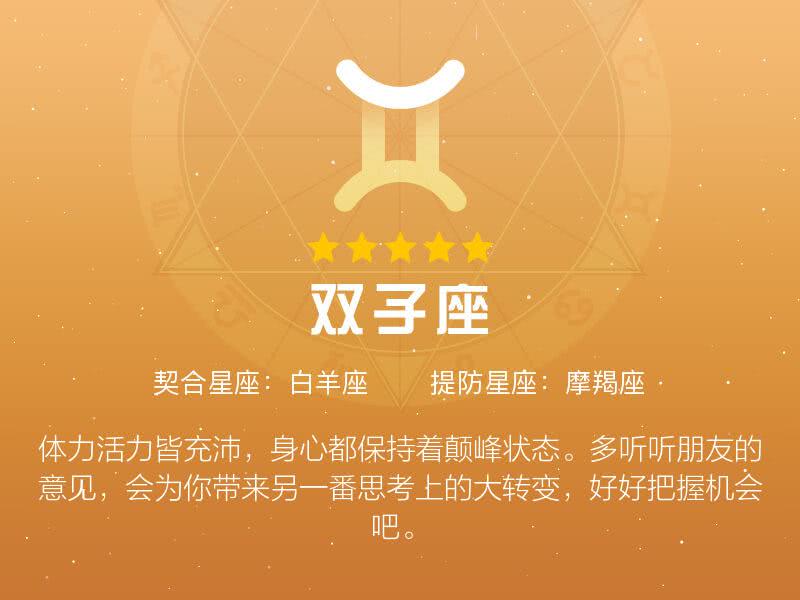 双子座
契合星座：白羊座 提防星座：摩羯座
体力活力皆充沛，身心都保持着颠峰状态。多听听朋友的
意见，会为你带来另一番思考上的大转变，好好把握机会
吧。